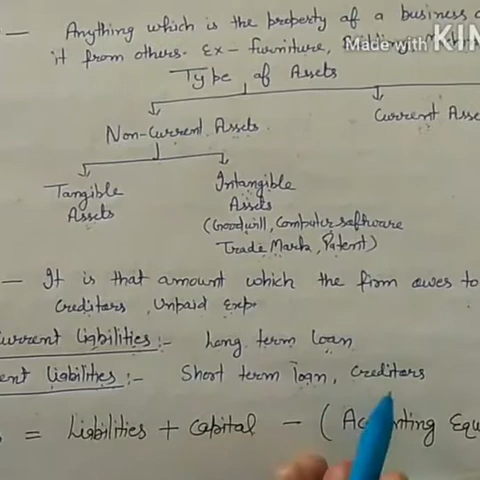 — Anything which is the property of a business
it from others. Ex - furniture,
Made with KIN
Type of Assets
Non-Current Assets
Current Asse
Tangible Assets
Intangible Assets
(Goodwill, Computer software
Trade Mark, Patent)
— It is that amount which the firm owes to
Creditors, Unpaid Exp.
Current liabilities :- Long term loan
ent liabilities :- Short term loan, Creditors
= Liabilities + Capital - ( Accounting Equ